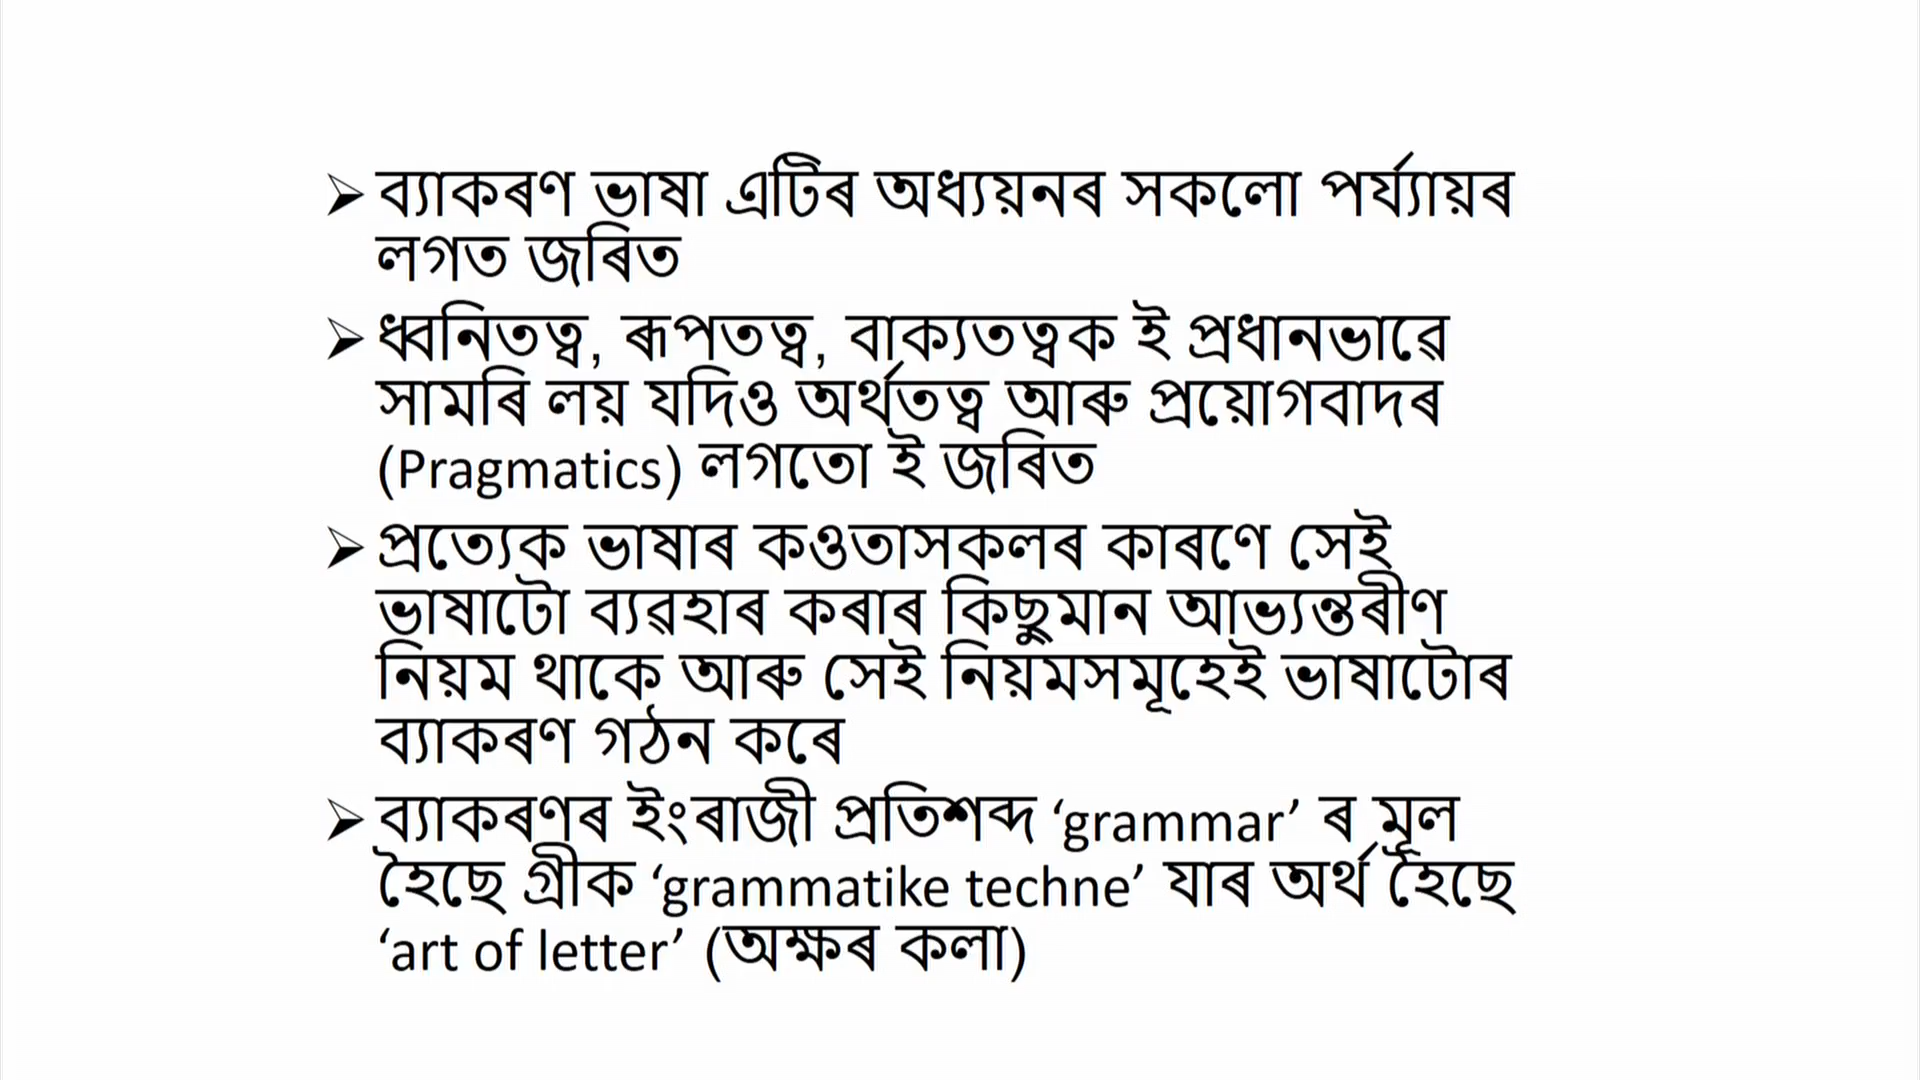 ➢ ব্যাকৰণ ভাষা এটিৰ অধ্যয়নৰ সকলো পৰ্য্যায়ৰ
লগত জৰিত
➢ ধ্বনিতত্ব, ৰূপতত্ব, বাক্যতত্বক ই প্ৰধানভাৱে
সামৰি লয় যদিও অৰ্থতত্ব আৰু প্ৰয়োগবাদৰ
(Pragmatics) লগতো ই জৰিত
➢ প্ৰত্যেক ভাষাৰ কওতাসকলৰ কাৰণে সেই
ভাষাটো ব্যৱহাৰ কৰাৰ কিছুমান আভ্যন্তৰীণ
নিয়ম থাকে আৰু সেই নিয়মসমূহেই ভাষাটোৰ
ব্যাকৰণ গঠন কৰে
➢ ব্যাকৰণৰ ইংৰাজী প্ৰতিশব্দ ‘grammar’ ৰ মূল
হৈছে গ্ৰীক ‘grammatike techne’ যাৰ অৰ্থ হৈছে
‘art of letter’ (অক্ষৰ কলা)